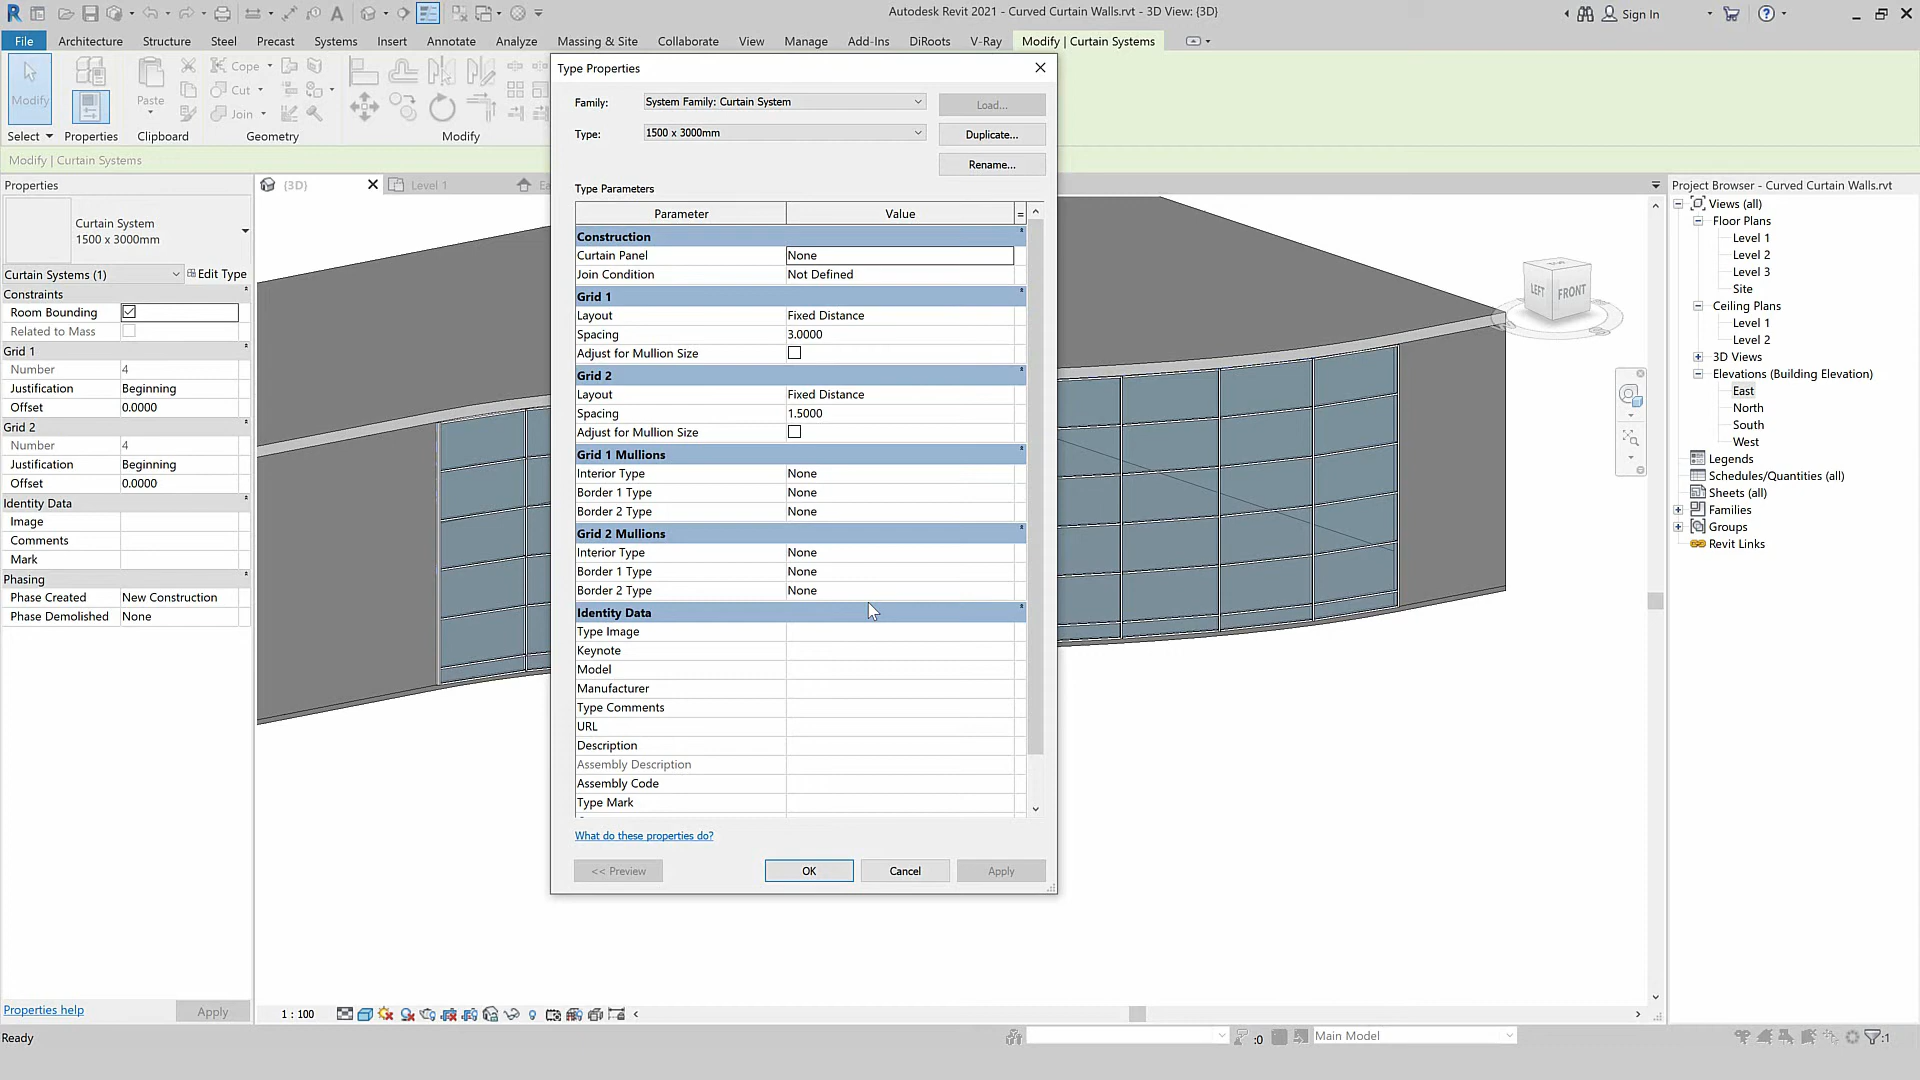 Autodesk Revit 2021 - Curved Curtain Walls.rvt - 3D View: {3D}
Sign In
File Architecture Structure Steel Precast Systems Insert Annotate Analyze Massing & Site Collaborate View Manage Add-Ins DiRoots V-Ray Modify | Curtain Systems
Modify
Paste
Cope
Cut
Join
Select Properties Clipboard Geometry Modify
Modify | Curtain Systems
Properties
Curtain System
1500 x 3000mm
Curtain Systems (1) Edit Type
Constraints
Room Bounding
Related to Mass
Grid 1
Number 4
Justification Beginning
Offset 0.0000
Grid 2
Number 4
Justification Beginning
Offset 0.0000
Identity Data
Image
Comments
Mark
Phasing
Phase Created New Construction
Phase Demolished None
Properties help Apply
{3D} Level 1
Type Properties
Family: System Family: Curtain System Load...
Type: 1500 x 3000mm Duplicate...
Rename...
Type Parameters
Parameter Value =
Construction
Curtain Panel None
Join Condition Not Defined
Grid 1
Layout Fixed Distance
Spacing 3.0000
Adjust for Mullion Size
Grid 2
Layout Fixed Distance
Spacing 1.5000
Adjust for Mullion Size
Grid 1 Mullions
Interior Type None
Border 1 Type None
Border 2 Type None
Grid 2 Mullions
Interior Type None
Border 1 Type None
Border 2 Type None
Identity Data
Type Image
Keynote
Model
Manufacturer
Type Comments
URL
Description
Assembly Description
Assembly Code
Type Mark
What do these properties do?
<< Preview OK Cancel Apply
LEFT FRONT
Project Browser - Curved Curtain Walls.rvt
Views (all)
Floor Plans
Level 1
Level 2
Level 3
Site
Ceiling Plans
Level 1
Level 2
3D Views
Elevations (Building Elevation)
East
North
South
West
Legends
Schedules/Quantities (all)
Sheets (all)
Families
Groups
Revit Links
1 : 100
Ready
:0
Main Model
:1